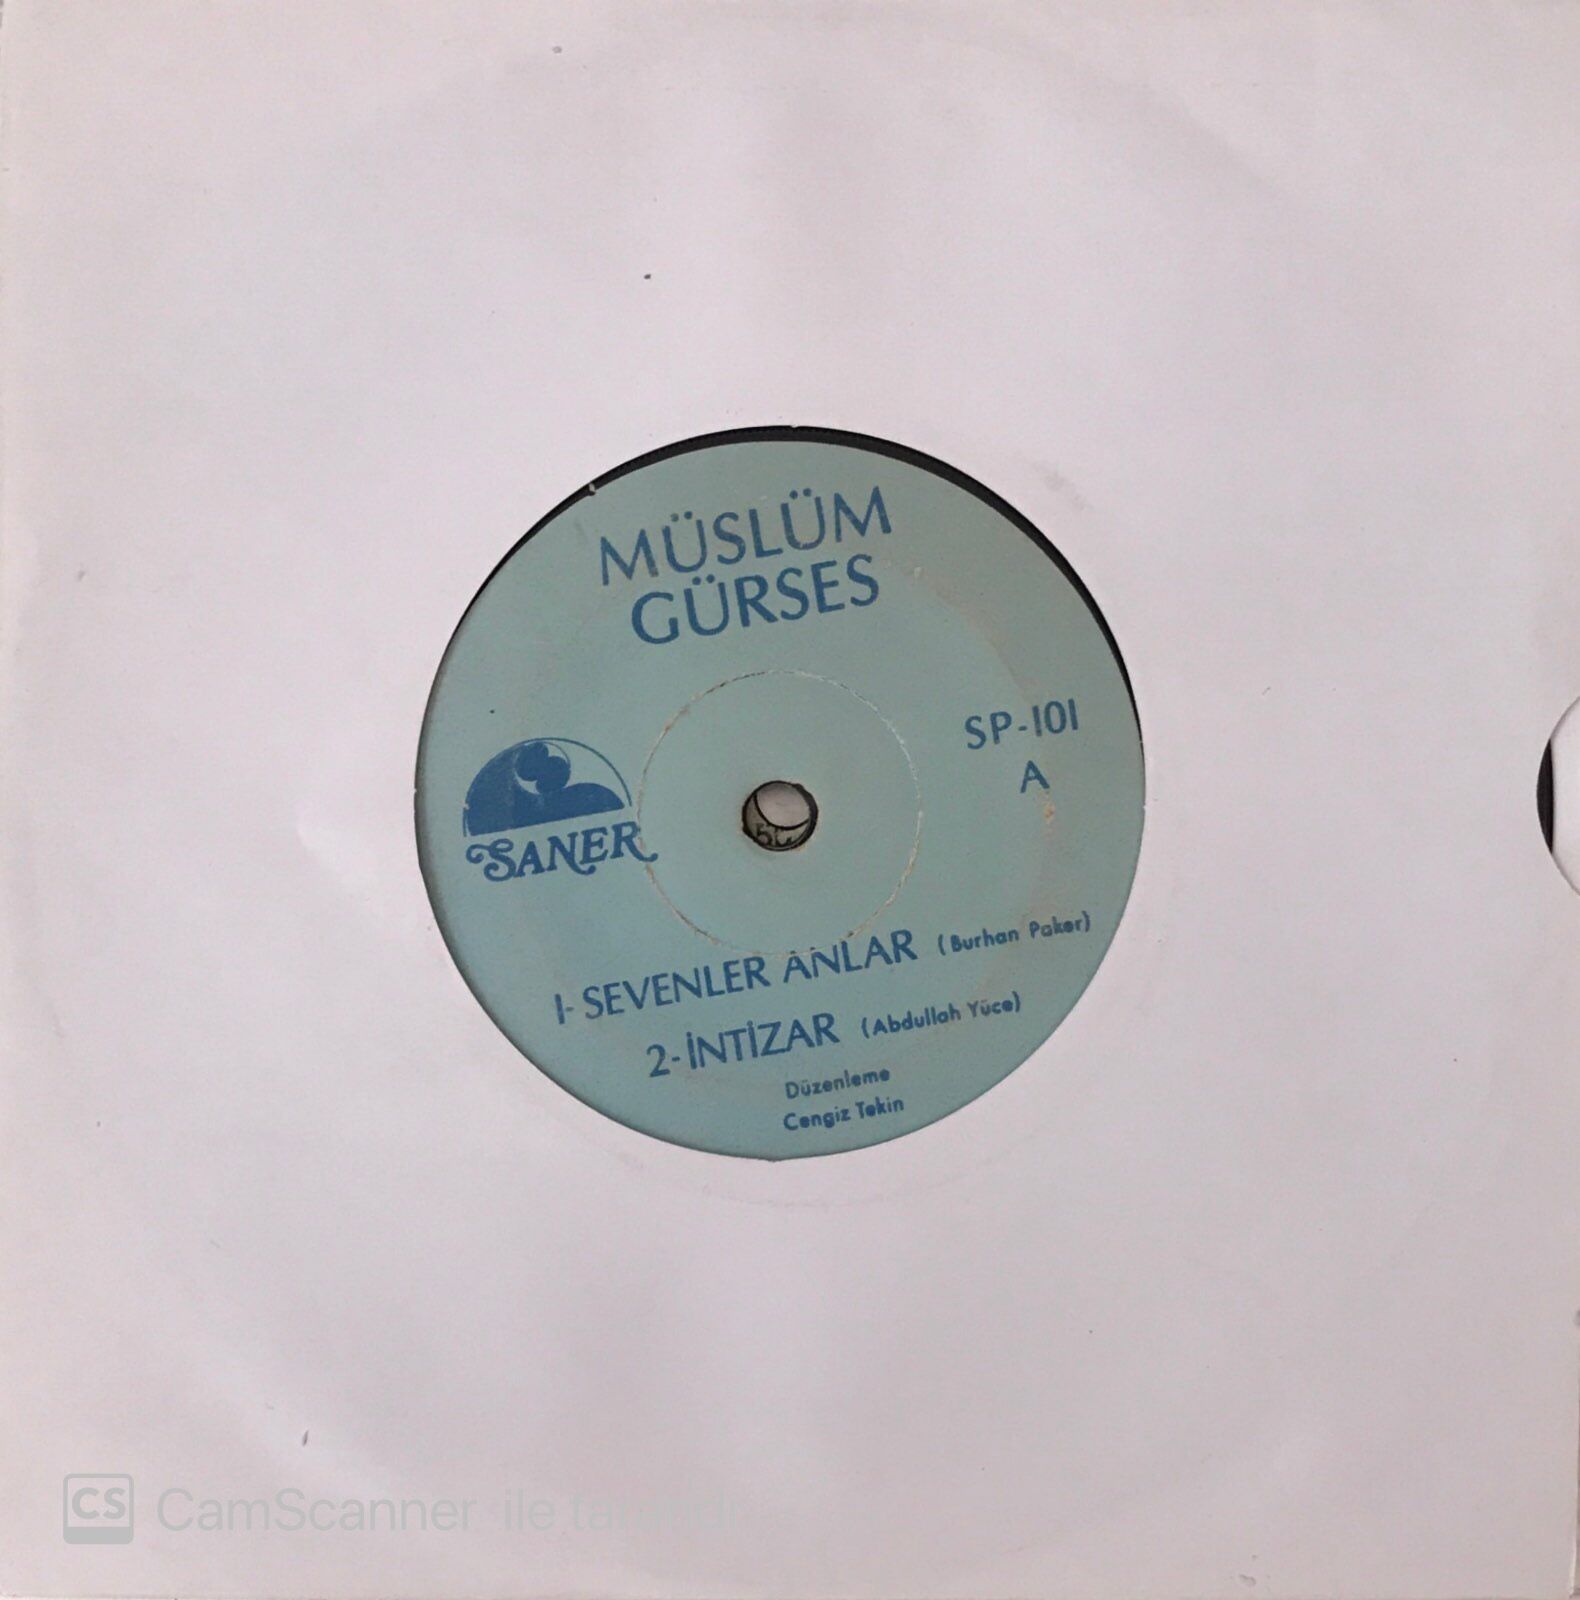 MÜSLÜM
GÜRSES
SP-101
A
SANER
1- SEVENLER ANLAR (Burhan Paker)
2- İNTİZAR (Abdullah Yüce)
Düzenleme
Cengiz Tekin
CS CamScanner ile tarandı